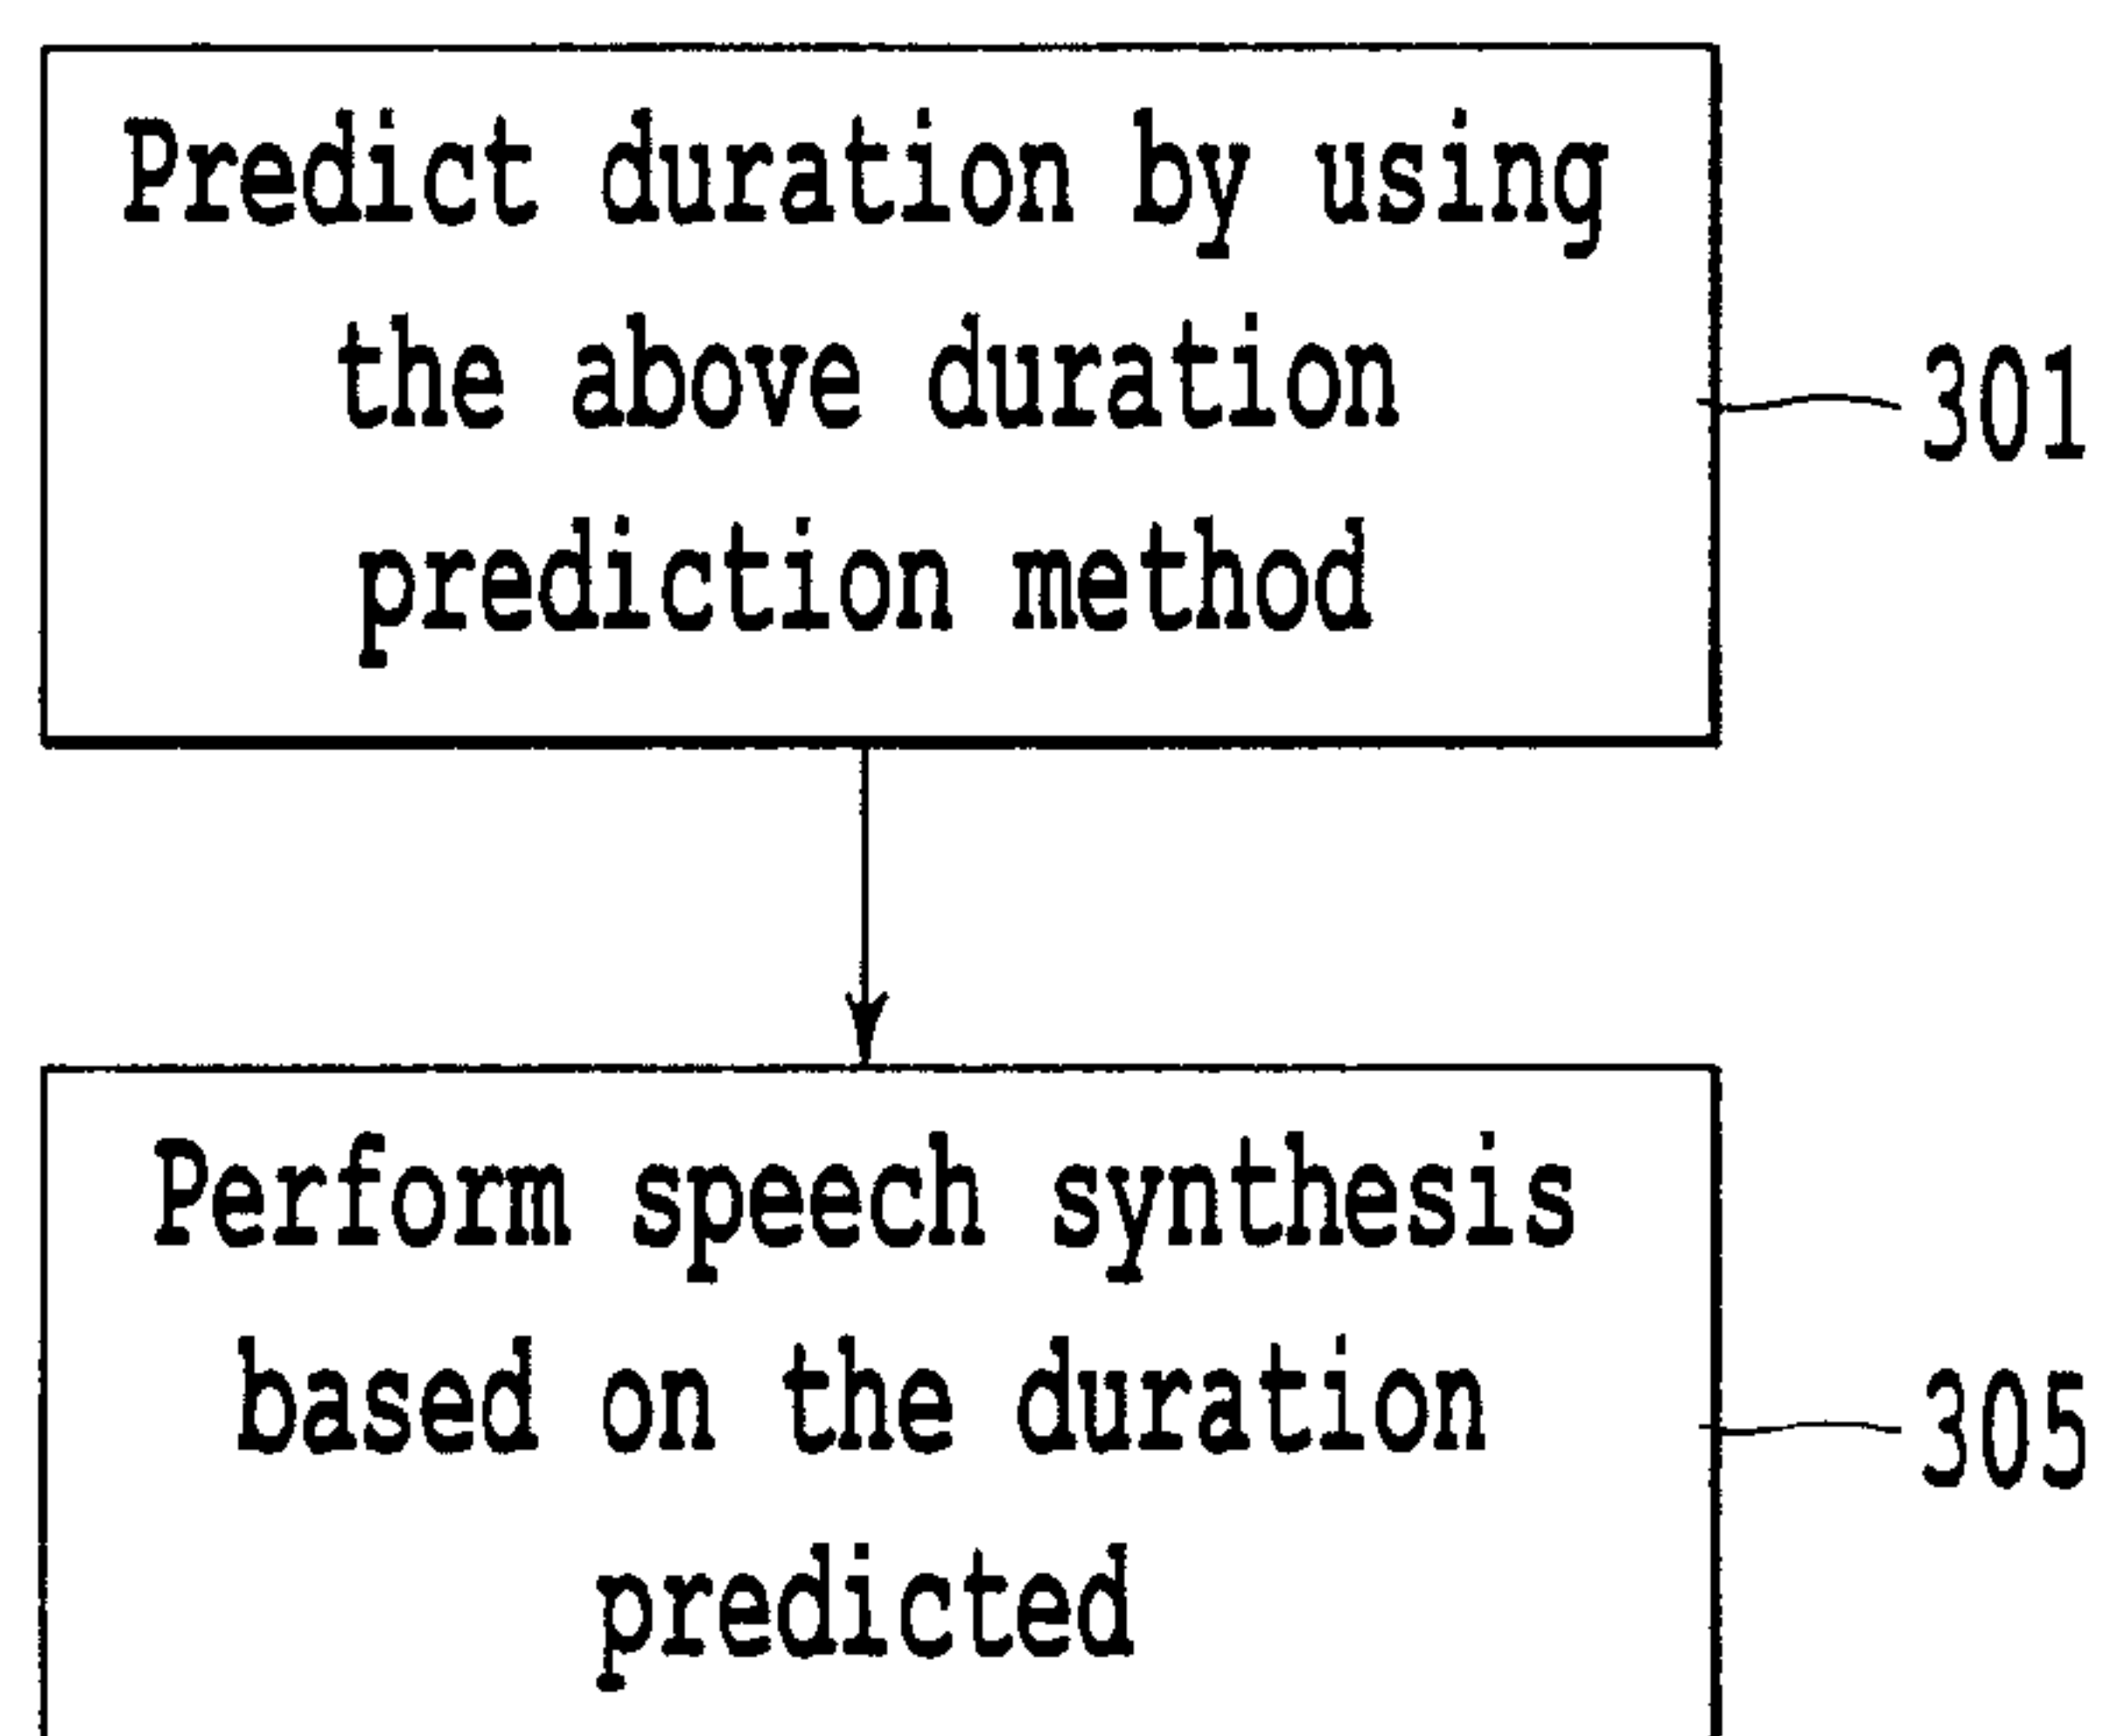 Predict duration by using
the above duration
prediction method
301
Perform speech synthesis
based on the duration
predicted
305